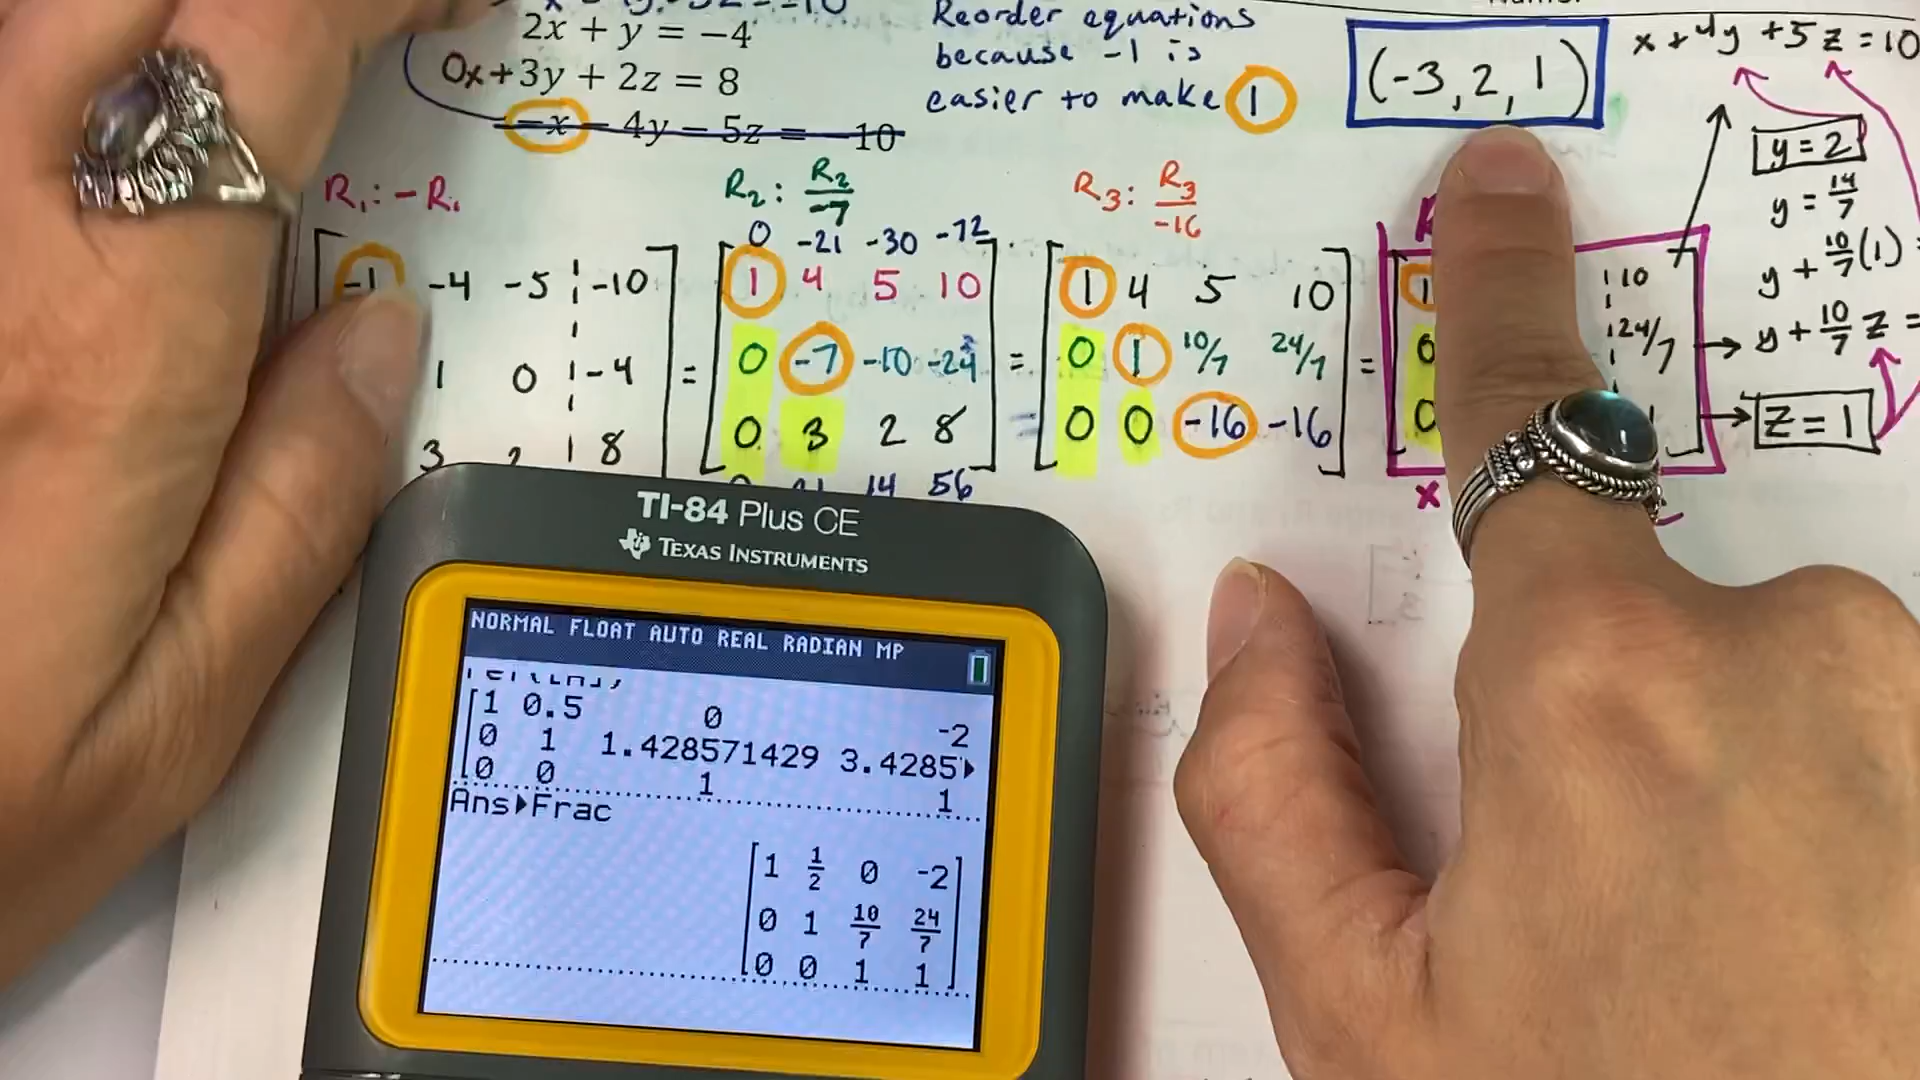 2x + y = -4
0x+3y + 2z = 8
-x - 4y - 5z = -10
Reorder equations
because -1 is
easier to make 1
(-3, 2, 1)
x + 4y + 5z = 10
y = 2
y = 14/7
y + 10/7 (1) =
y + 10/7 z =
z = 1
R₁: -R₁
-1 -4 -5 -10
1 0 -4
3 2 8
R₂: R₂/-7
0 -21 -30 -72
1 4 5 10
0 -7 -10 -24
0 3 2 8
14 56
R₃: R₃/-16
1 4 5 10
0 1 10/7 24/7
0 0 -16 -16
1 10
0 24/7
0 1
x
TI-84 Plus CE
TEXAS INSTRUMENTS
NORMAL FLOAT AUTO REAL RADIAN MP
1 0.5 0 -2
0 1 1.428571429 3.4285▸
0 0 1 1
Ans▸Frac
1 1/2 0 -2
0 1 10/7 24/7
0 0 1 1